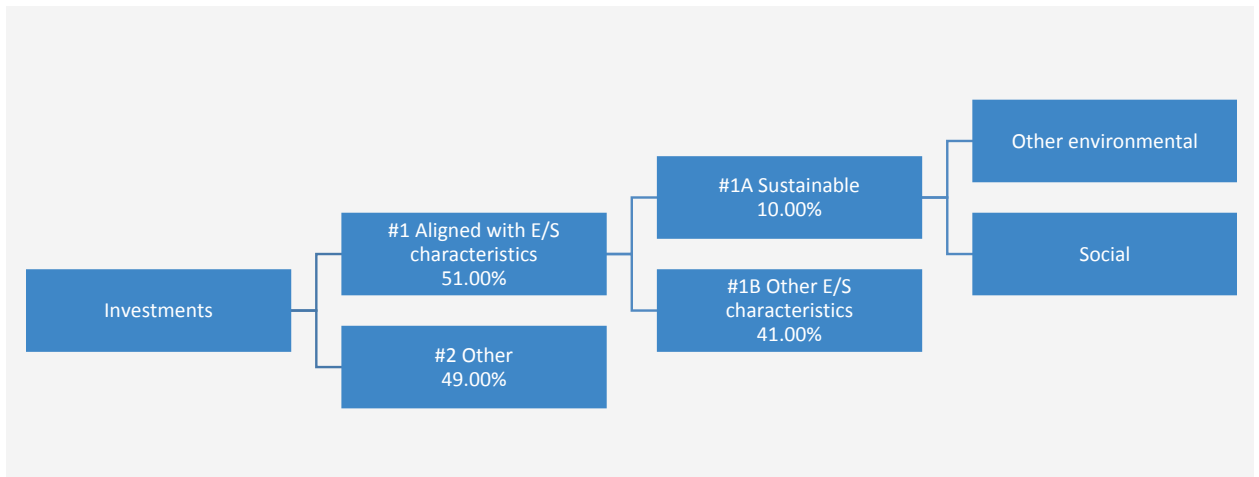 Investments
#1 Aligned with E/S
characteristics
51.00%
#2 Other
49.00%
#1A Sustainable
10.00%
#1B Other E/S
characteristics
41.00%
Other environmental
Social